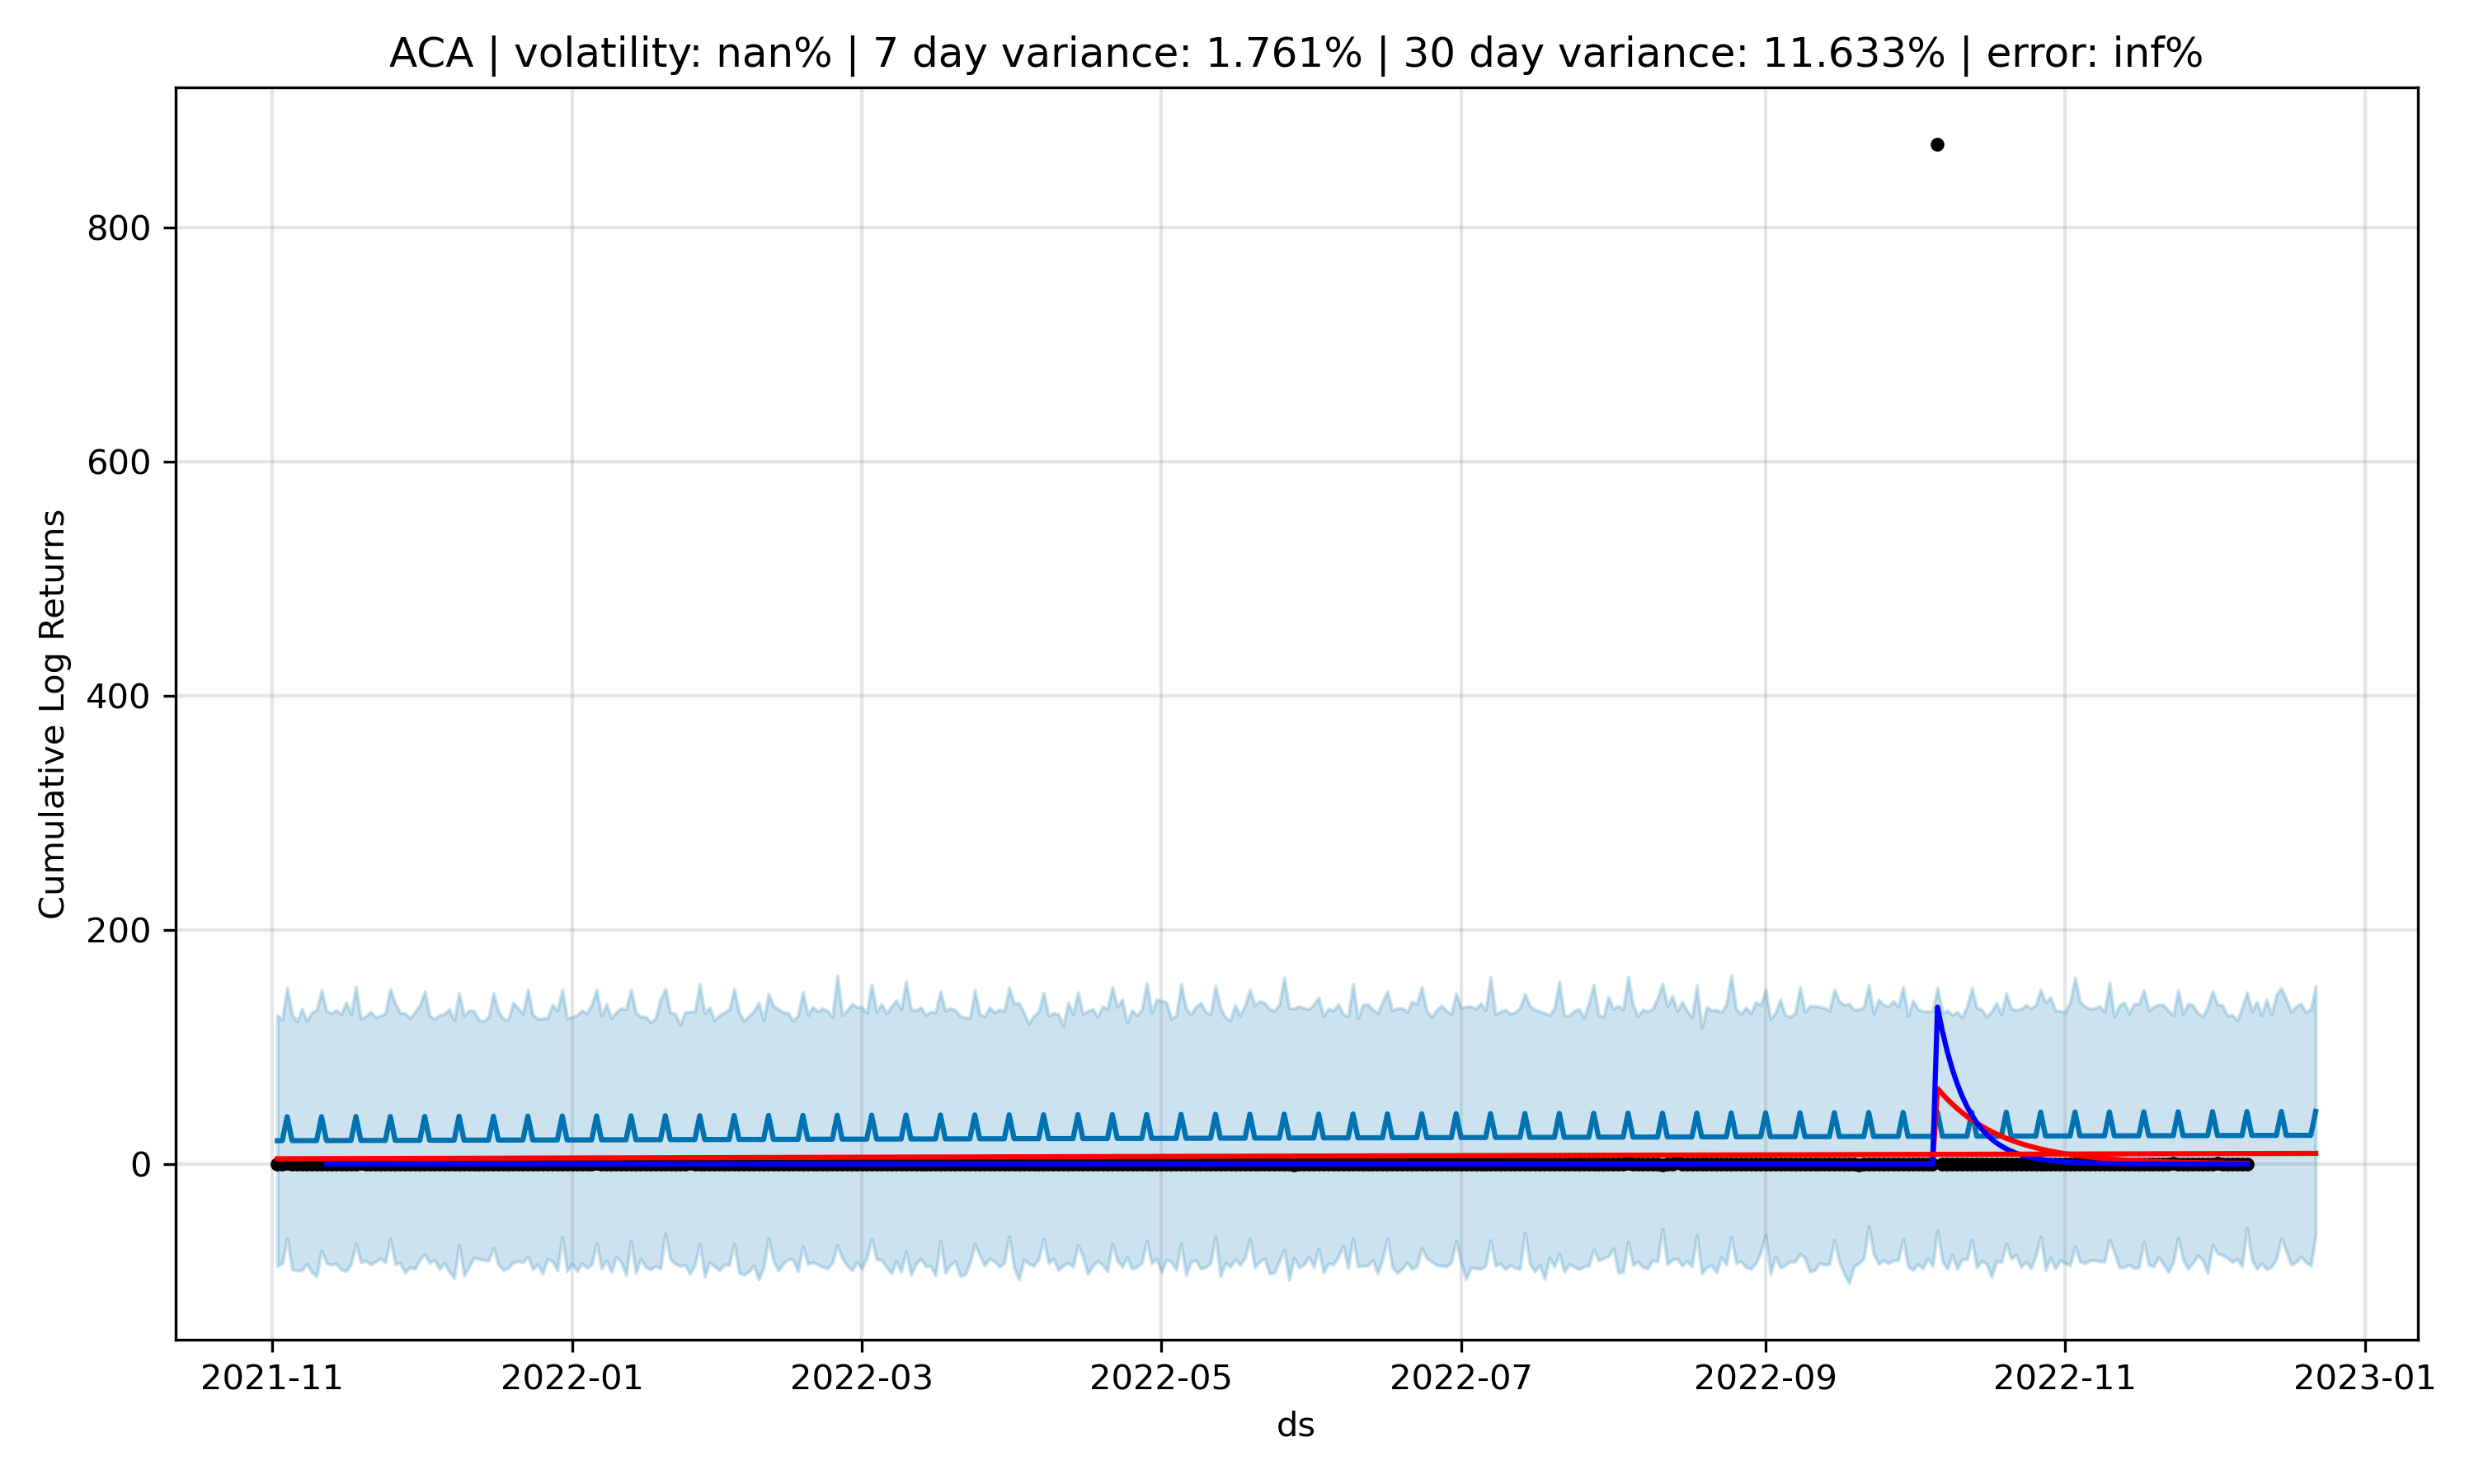 ACA | volatility: nan% | 7 day variance: 1.761% | 30 day variance: 11.633% | error: inf%
Cumulative Log Returns
800
600
400
200
0
2021-11 2022-01 2022-03 2022-05 2022-07 2022-09 2022-11 2023-01
ds